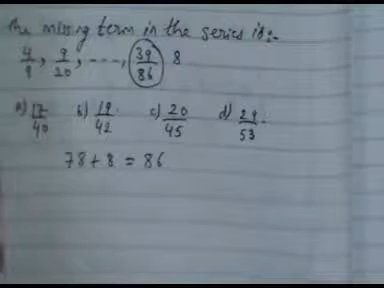 The missing term in the series is:-
4/9, 9/20, ---, 39/86 8
a) 17/40 b) 19/42 c) 20/45 d) 29/53
78 + 8 = 86